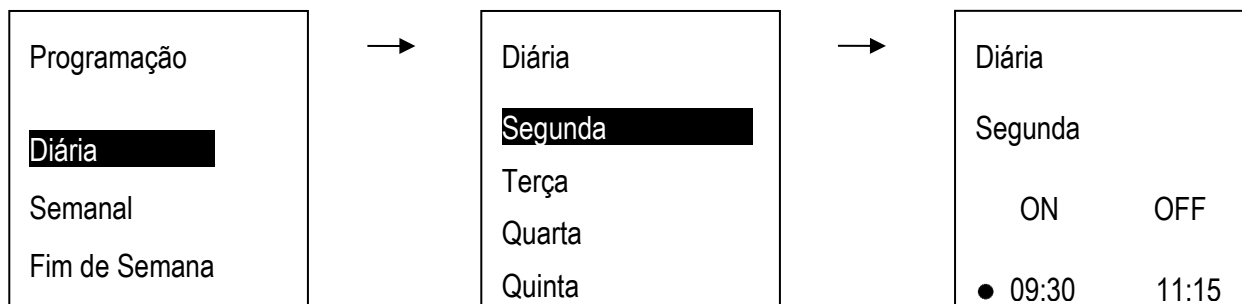 Programação
Diária
Semanal
Fim de Semana
Diária
Segunda
Terça
Quarta
Quinta
Diária
Segunda
ON OFF
● 09:30 11:15